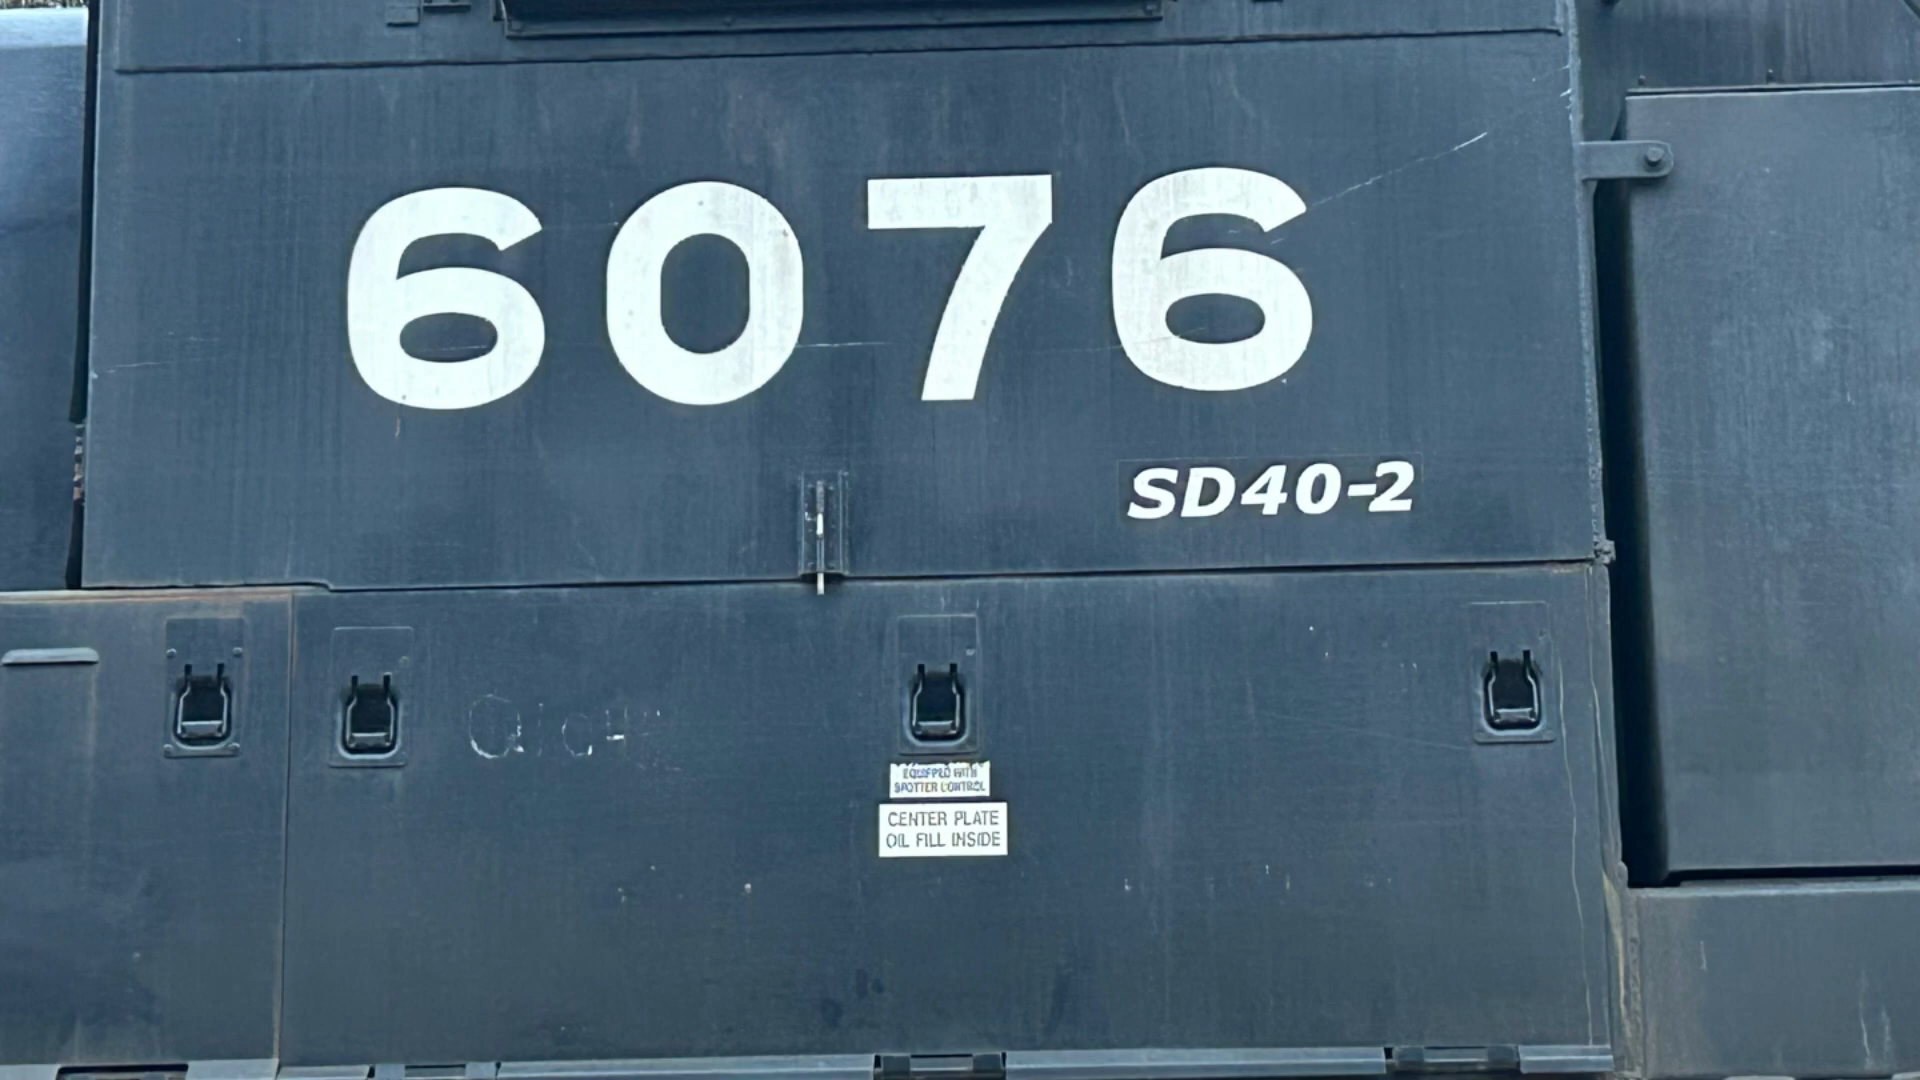 6076
SD40-2
EQUIPPED WITH
SPOTTER CONTROL
CENTER PLATE
OIL FILL INSIDE